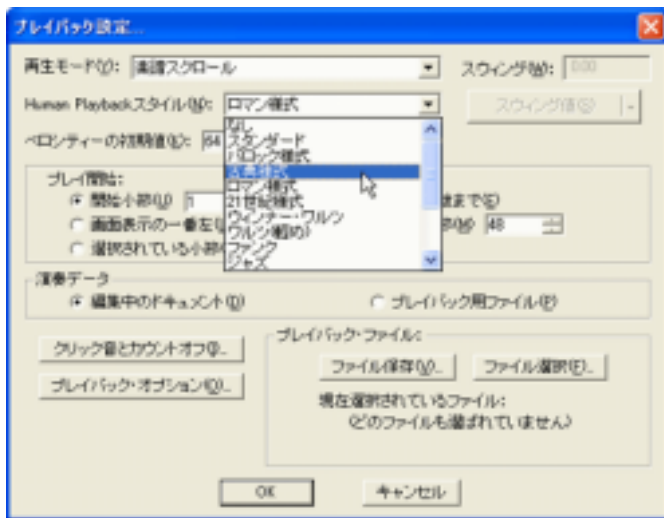 プレイバック設定...
再生モード(Y): 楽譜スクロール
スウィング(W): 0.00
Human Playbackスタイル(N): ロマン様式
スウィング値(S)
ベロシティーの初期値(K): 64
なし
スタンダード
バロック様式
古典様式
ロマン様式
21世紀様式
ウィンナー・ワルツ
ワルツ(軽め)
ファンク
ジャズ
プレイ開始:
開始小節(U) 1
まで(E)
画面表示の一番左
48
選択されている小節
演奏データ
編集中のドキュメント(D)
プレイバック用ファイル(P)
クリック音とカウントオフ
プレイバック・オプション(O)...
プレイバック・ファイル:
ファイル保存(V)...
ファイル選択(F)...
現在選択されているファイル:
(どのファイルも選ばれていません)
OK
キャンセル